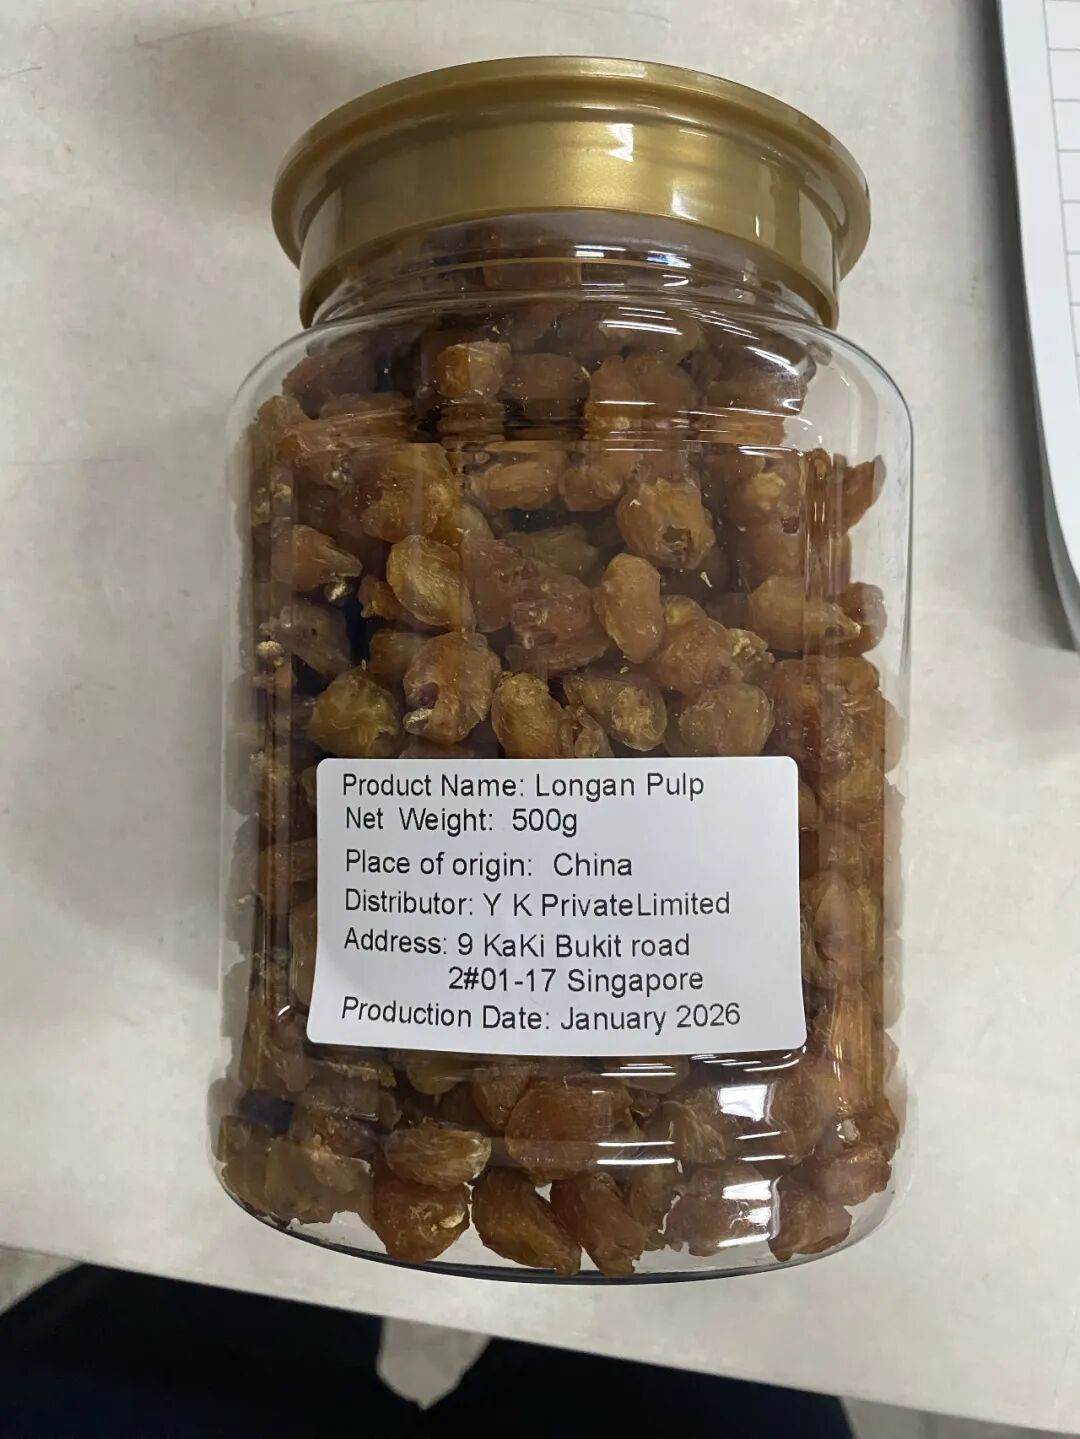 Product Name: Longan Pulp
Net Weight: 500g
Place of origin: China
Distributor: Y K PrivateLimited
Address: 9 KaKi Bukit road
2#01-17 Singapore
Production Date: January 2026